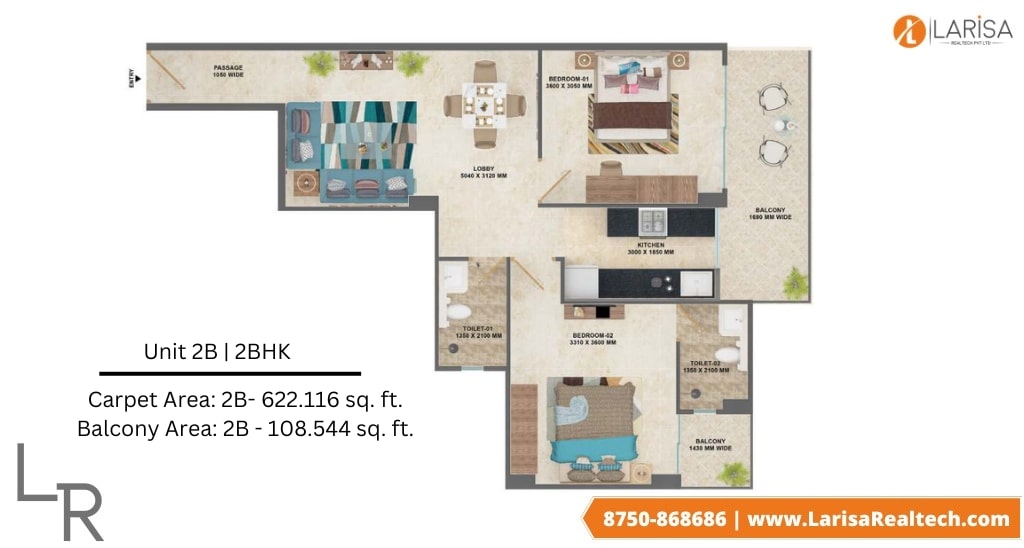 LARiSA
REALTECH PVT LTD
ENTRY
PASSAGE
1050 WIDE
BEDROOM-01
3600 X 3050 MM
LOBBY
5040 X 3120 MM
BALCONY
1680 MM WIDE
KITCHEN
3000 X 1850 MM
TOILET-01
1350 X 2100 MM
BEDROOM-02
3310 X 3600 MM
TOILET-02
1350 X 2100 MM
BALCONY
1430 MM WIDE
Unit 2B | 2BHK
Carpet Area: 2B- 622.116 sq. ft.
Balcony Area: 2B - 108.544 sq. ft.
LR
8750-868686 | www.LarisaRealtech.com